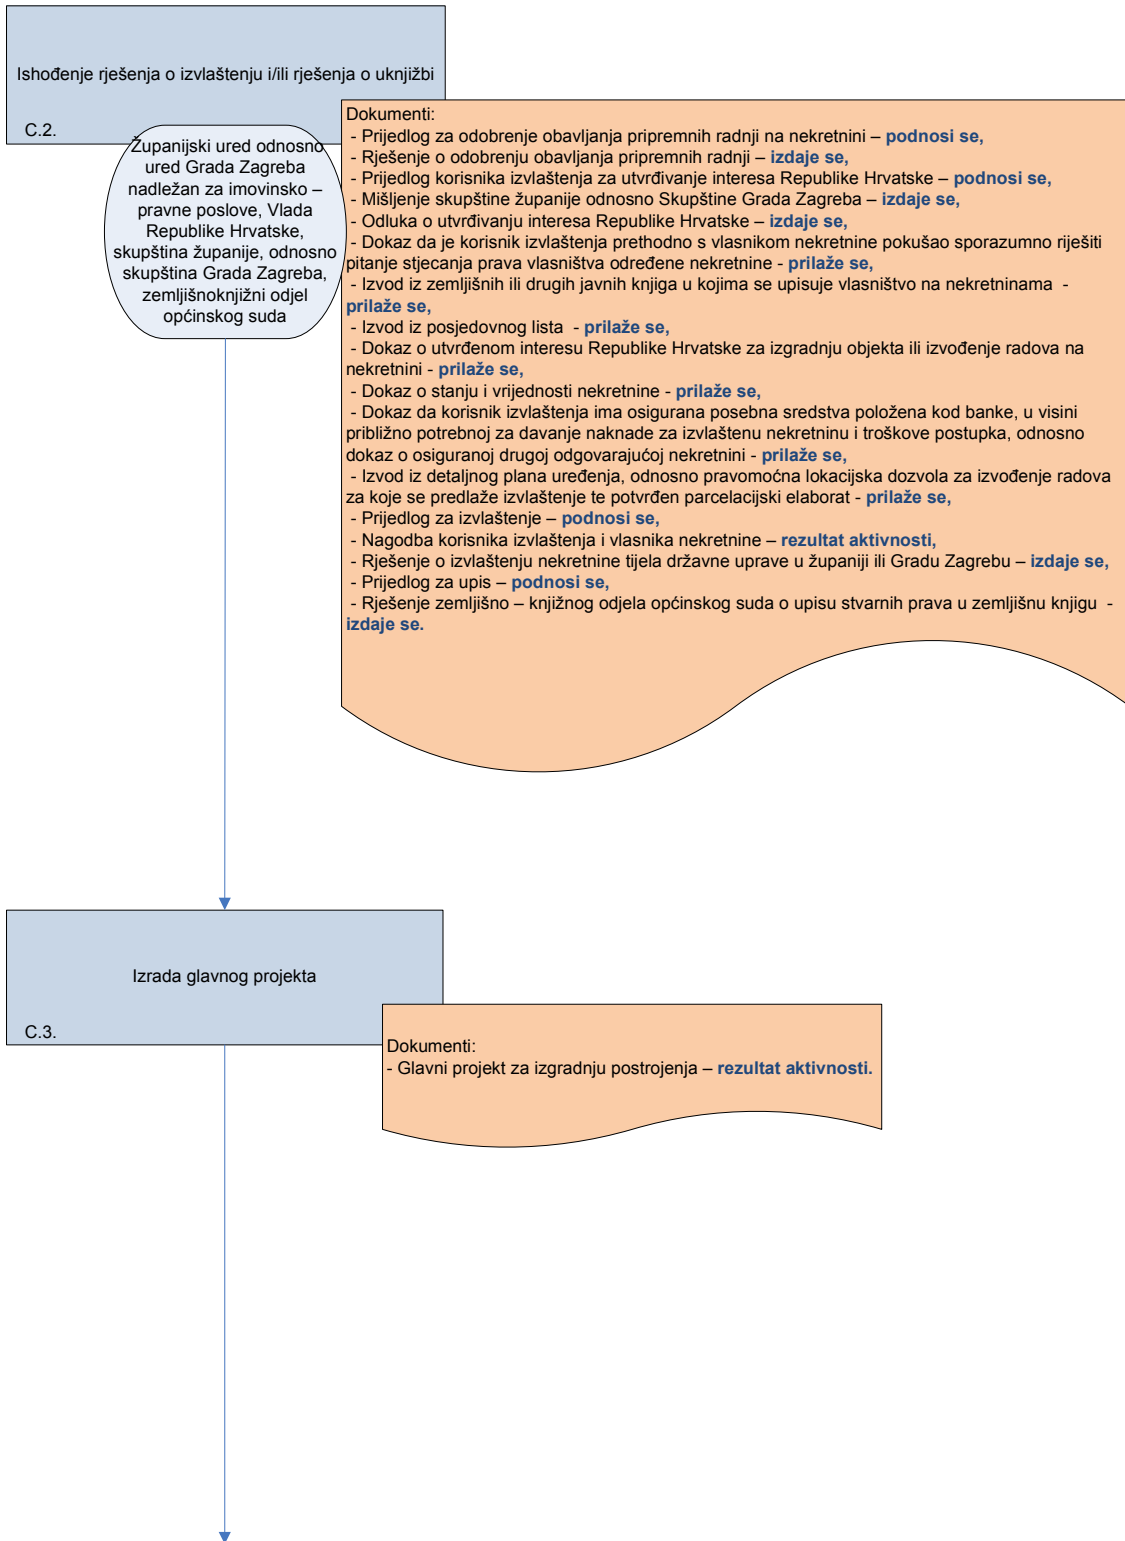 Ishođenje rješenja o izvlaštenju i/ili rješenja o uknjižbi
C.2.
Županijski ured odnosno
ured Grada Zagreba
nadležan za imovinsko –
pravne poslove, Vlada
Republike Hrvatske,
skupština županije, odnosno
skupština Grada Zagreba,
zemljišnoknjižni odjel
općinskog suda
Dokumenti:
- Prijedlog za odobrenje obavljanja pripremnih radnji na nekretnini – podnosi se,
- Rješenje o odobrenju obavljanja pripremnih radnji – izdaje se,
- Prijedlog korisnika izvlaštenja za utvrđivanje interesa Republike Hrvatske – podnosi se,
- Mišljenje skupštine županije odnosno Skupštine Grada Zagreba – izdaje se,
- Odluka o utvrđivanju interesa Republike Hrvatske – izdaje se,
- Dokaz da je korisnik izvlaštenja prethodno s vlasnikom nekretnine pokušao sporazumno riješiti
pitanje stjecanja prava vlasništva određene nekretnine - prilaže se,
- Izvod iz zemljišnih ili drugih javnih knjiga u kojima se upisuje vlasništvo na nekretninama -
prilaže se,
- Izvod iz posjedovnog lista - prilaže se,
- Dokaz o utvrđenom interesu Republike Hrvatske za izgradnju objekta ili izvođenje radova na
nekretnini - prilaže se,
- Dokaz o stanju i vrijednosti nekretnine - prilaže se,
- Dokaz da korisnik izvlaštenja ima osigurana posebna sredstva položena kod banke, u visini
približno potrebnoj za davanje naknade za izvlaštenu nekretninu i troškove postupka, odnosno
dokaz o osiguranoj drugoj odgovarajućoj nekretnini - prilaže se,
- Izvod iz detaljnog plana uređenja, odnosno pravomoćna lokacijska dozvola za izvođenje radova
za koje se predlaže izvlaštenje te potvrđen parcelacijski elaborat - prilaže se,
- Prijedlog za izvlaštenje – podnosi se,
- Nagodba korisnika izvlaštenja i vlasnika nekretnine – rezultat aktivnosti,
- Rješenje o izvlaštenju nekretnine tijela državne uprave u županiji ili Gradu Zagrebu – izdaje se,
- Prijedlog za upis – podnosi se,
- Rješenje zemljišno – knjižnog odjela općinskog suda o upisu stvarnih prava u zemljišnu knjigu -
izdaje se.
Izrada glavnog projekta
C.3.
Dokumenti:
- Glavni projekt za izgradnju postrojenja – rezultat aktivnosti.